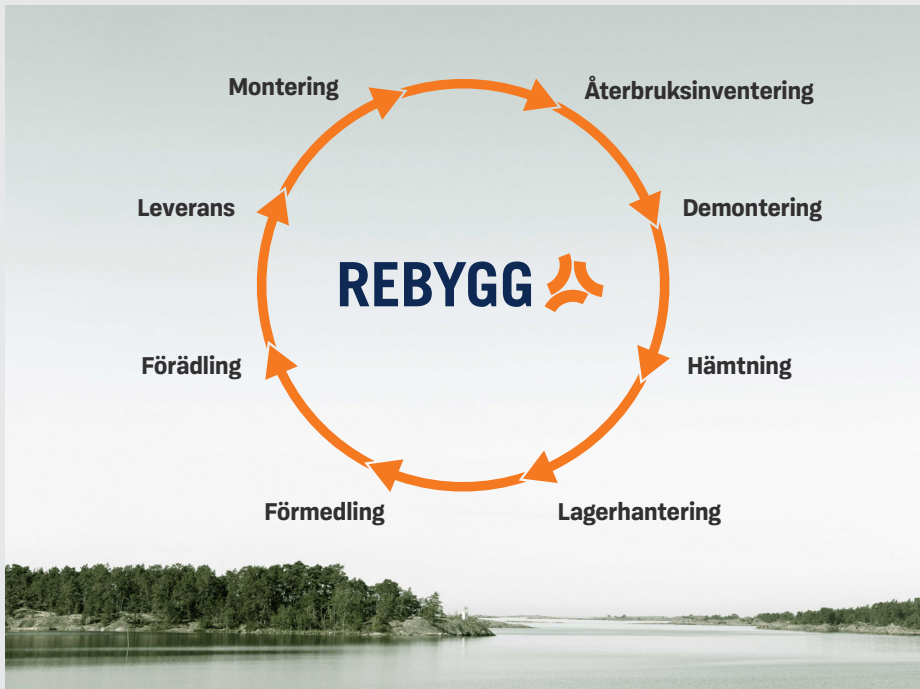 Montering
Återbruksinventering
Leverans
Demontering
REBYGG
Förädling
Hämtning
Förmedling
Lagerhantering